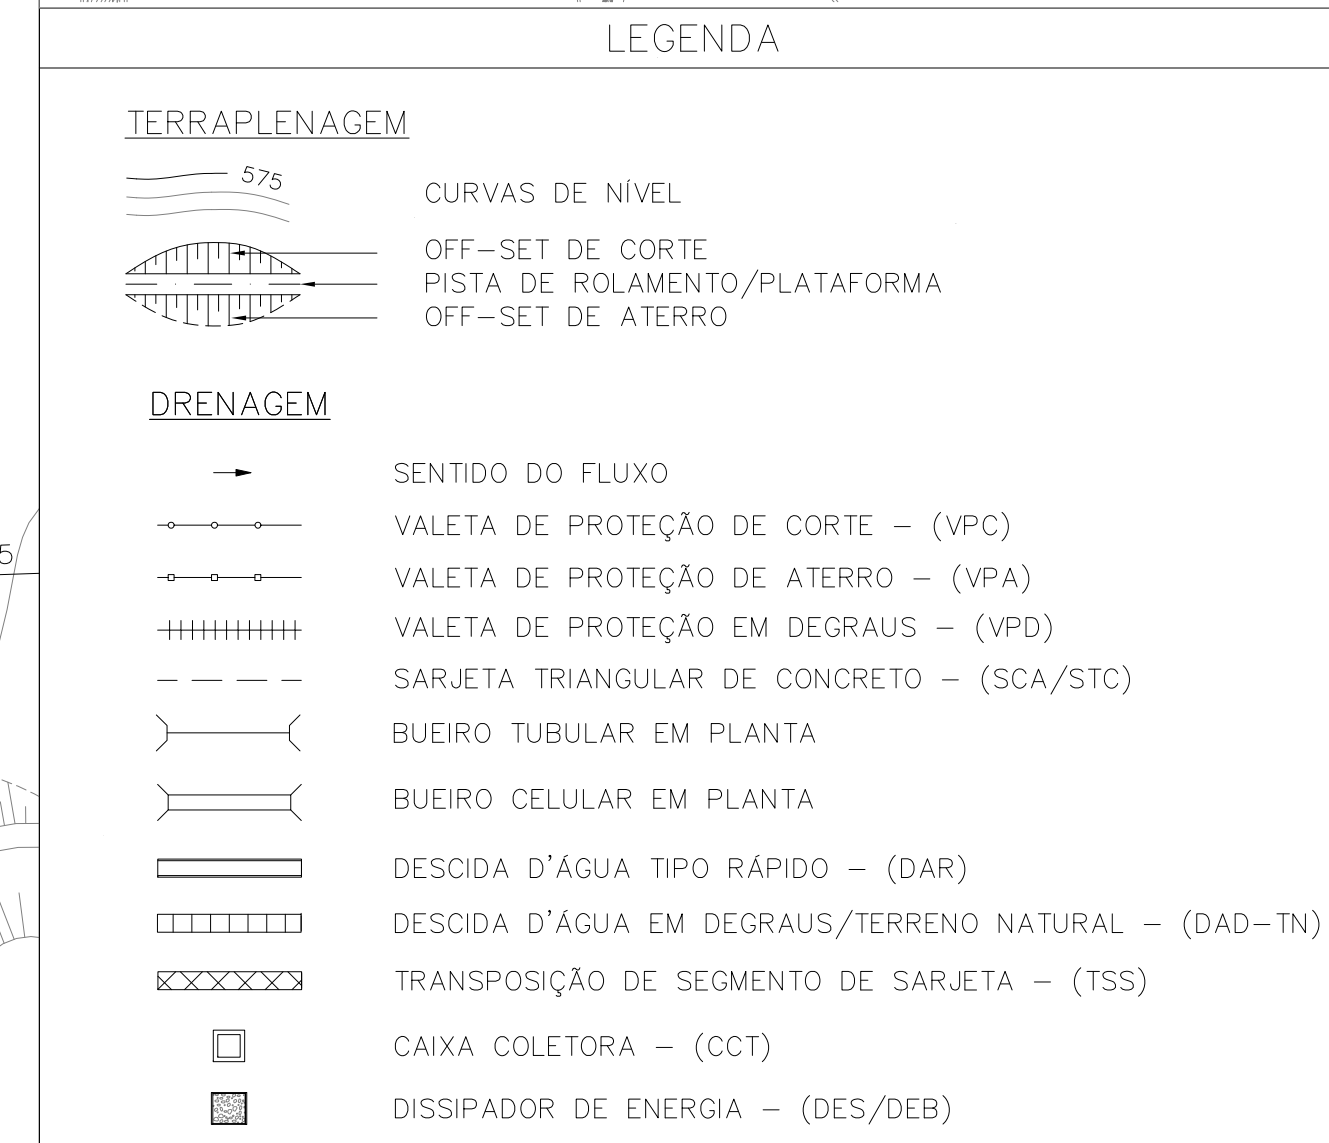 LEGENDA
TERRAPLENAGEM
575
CURVAS DE NÍVEL
OFF-SET DE CORTE
PISTA DE ROLAMENTO/PLATAFORMA
OFF-SET DE ATERRO
DRENAGEM
SENTIDO DO FLUXO
VALETA DE PROTEÇÃO DE CORTE - (VPC)
5
VALETA DE PROTEÇÃO DE ATERRO - (VPA)
VALETA DE PROTEÇÃO EM DEGRAUS - (VPD)
SARJETA TRIANGULAR DE CONCRETO - (SCA/STC)
BUEIRO TUBULAR EM PLANTA
BUEIRO CELULAR EM PLANTA
DESCIDA D'ÁGUA TIPO RÁPIDO - (DAR)
DESCIDA D'ÁGUA EM DEGRAUS/TERRENO NATURAL - (DAD-TN)
TRANSPOSIÇÃO DE SEGMENTO DE SARJETA - (TSS)
CAIXA COLETORA - (CCT)
DISSIPADOR DE ENERGIA - (DES/DEB)